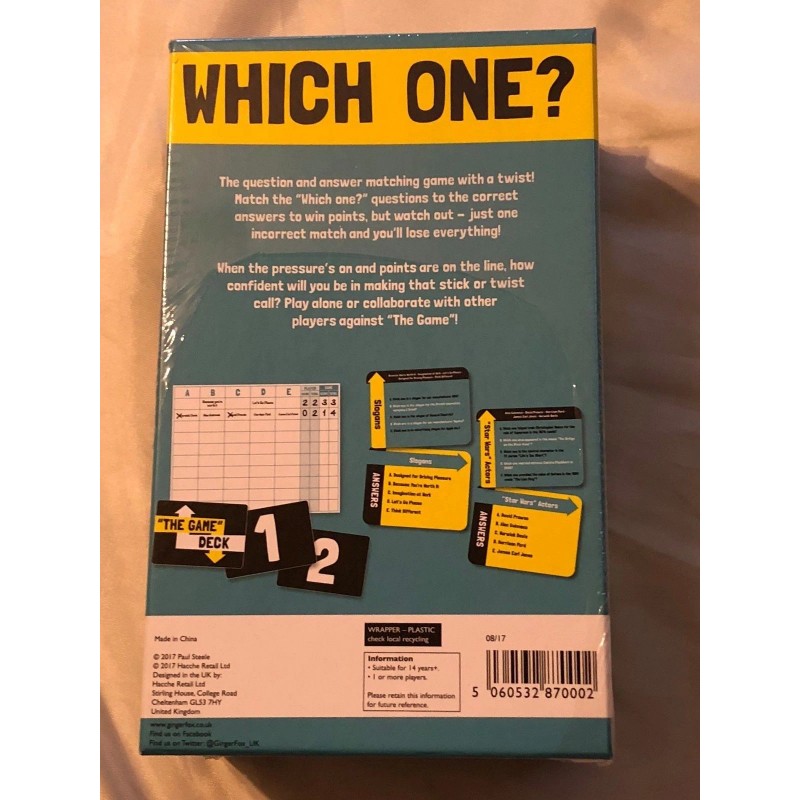 WHICH ONE?
The question and answer matching game with a twist!
Match the "Which one?" questions to the correct
answers to win points, but watch out – just one
incorrect match and you'll lose everything!
When the pressure's on and points are on the line, how
confident will you be in making that stick or twist
call? Play alone or collaborate with other
players against "The Game"!
A B C D E
2 2 3 3
0 2 1 4
"THE GAME"
DECK
1
2
Slogans
Slogans
ANSWERS
A. Designed for Driving Pleasure
B. Because You're Worth It
C. Imagination at Work
D. Let's Go Places
E. Think Different
"Star Wars" Actors
"Star Wars" Actors
ANSWERS
A. David Prowse
B. Alec Guinness
C. Warwick Davis
D. Harrison Ford
E. James Earl Jones
Made in China
© 2017 Paul Steele
© 2017 Hacche Retail Ltd
Designed in the UK by:
Hacche Retail Ltd
Stirling House, College Road
Cheltenham GL53 7HY
United Kingdom
www.gingerfox.co.uk
Find us on Facebook
Find us on Twitter: @GingerFox_UK
WRAPPER – PLASTIC
check local recycling
Information
• Suitable for 14 years+.
• 1 or more players.
Please retain this information
for future reference.
08/17
5 060532 870002